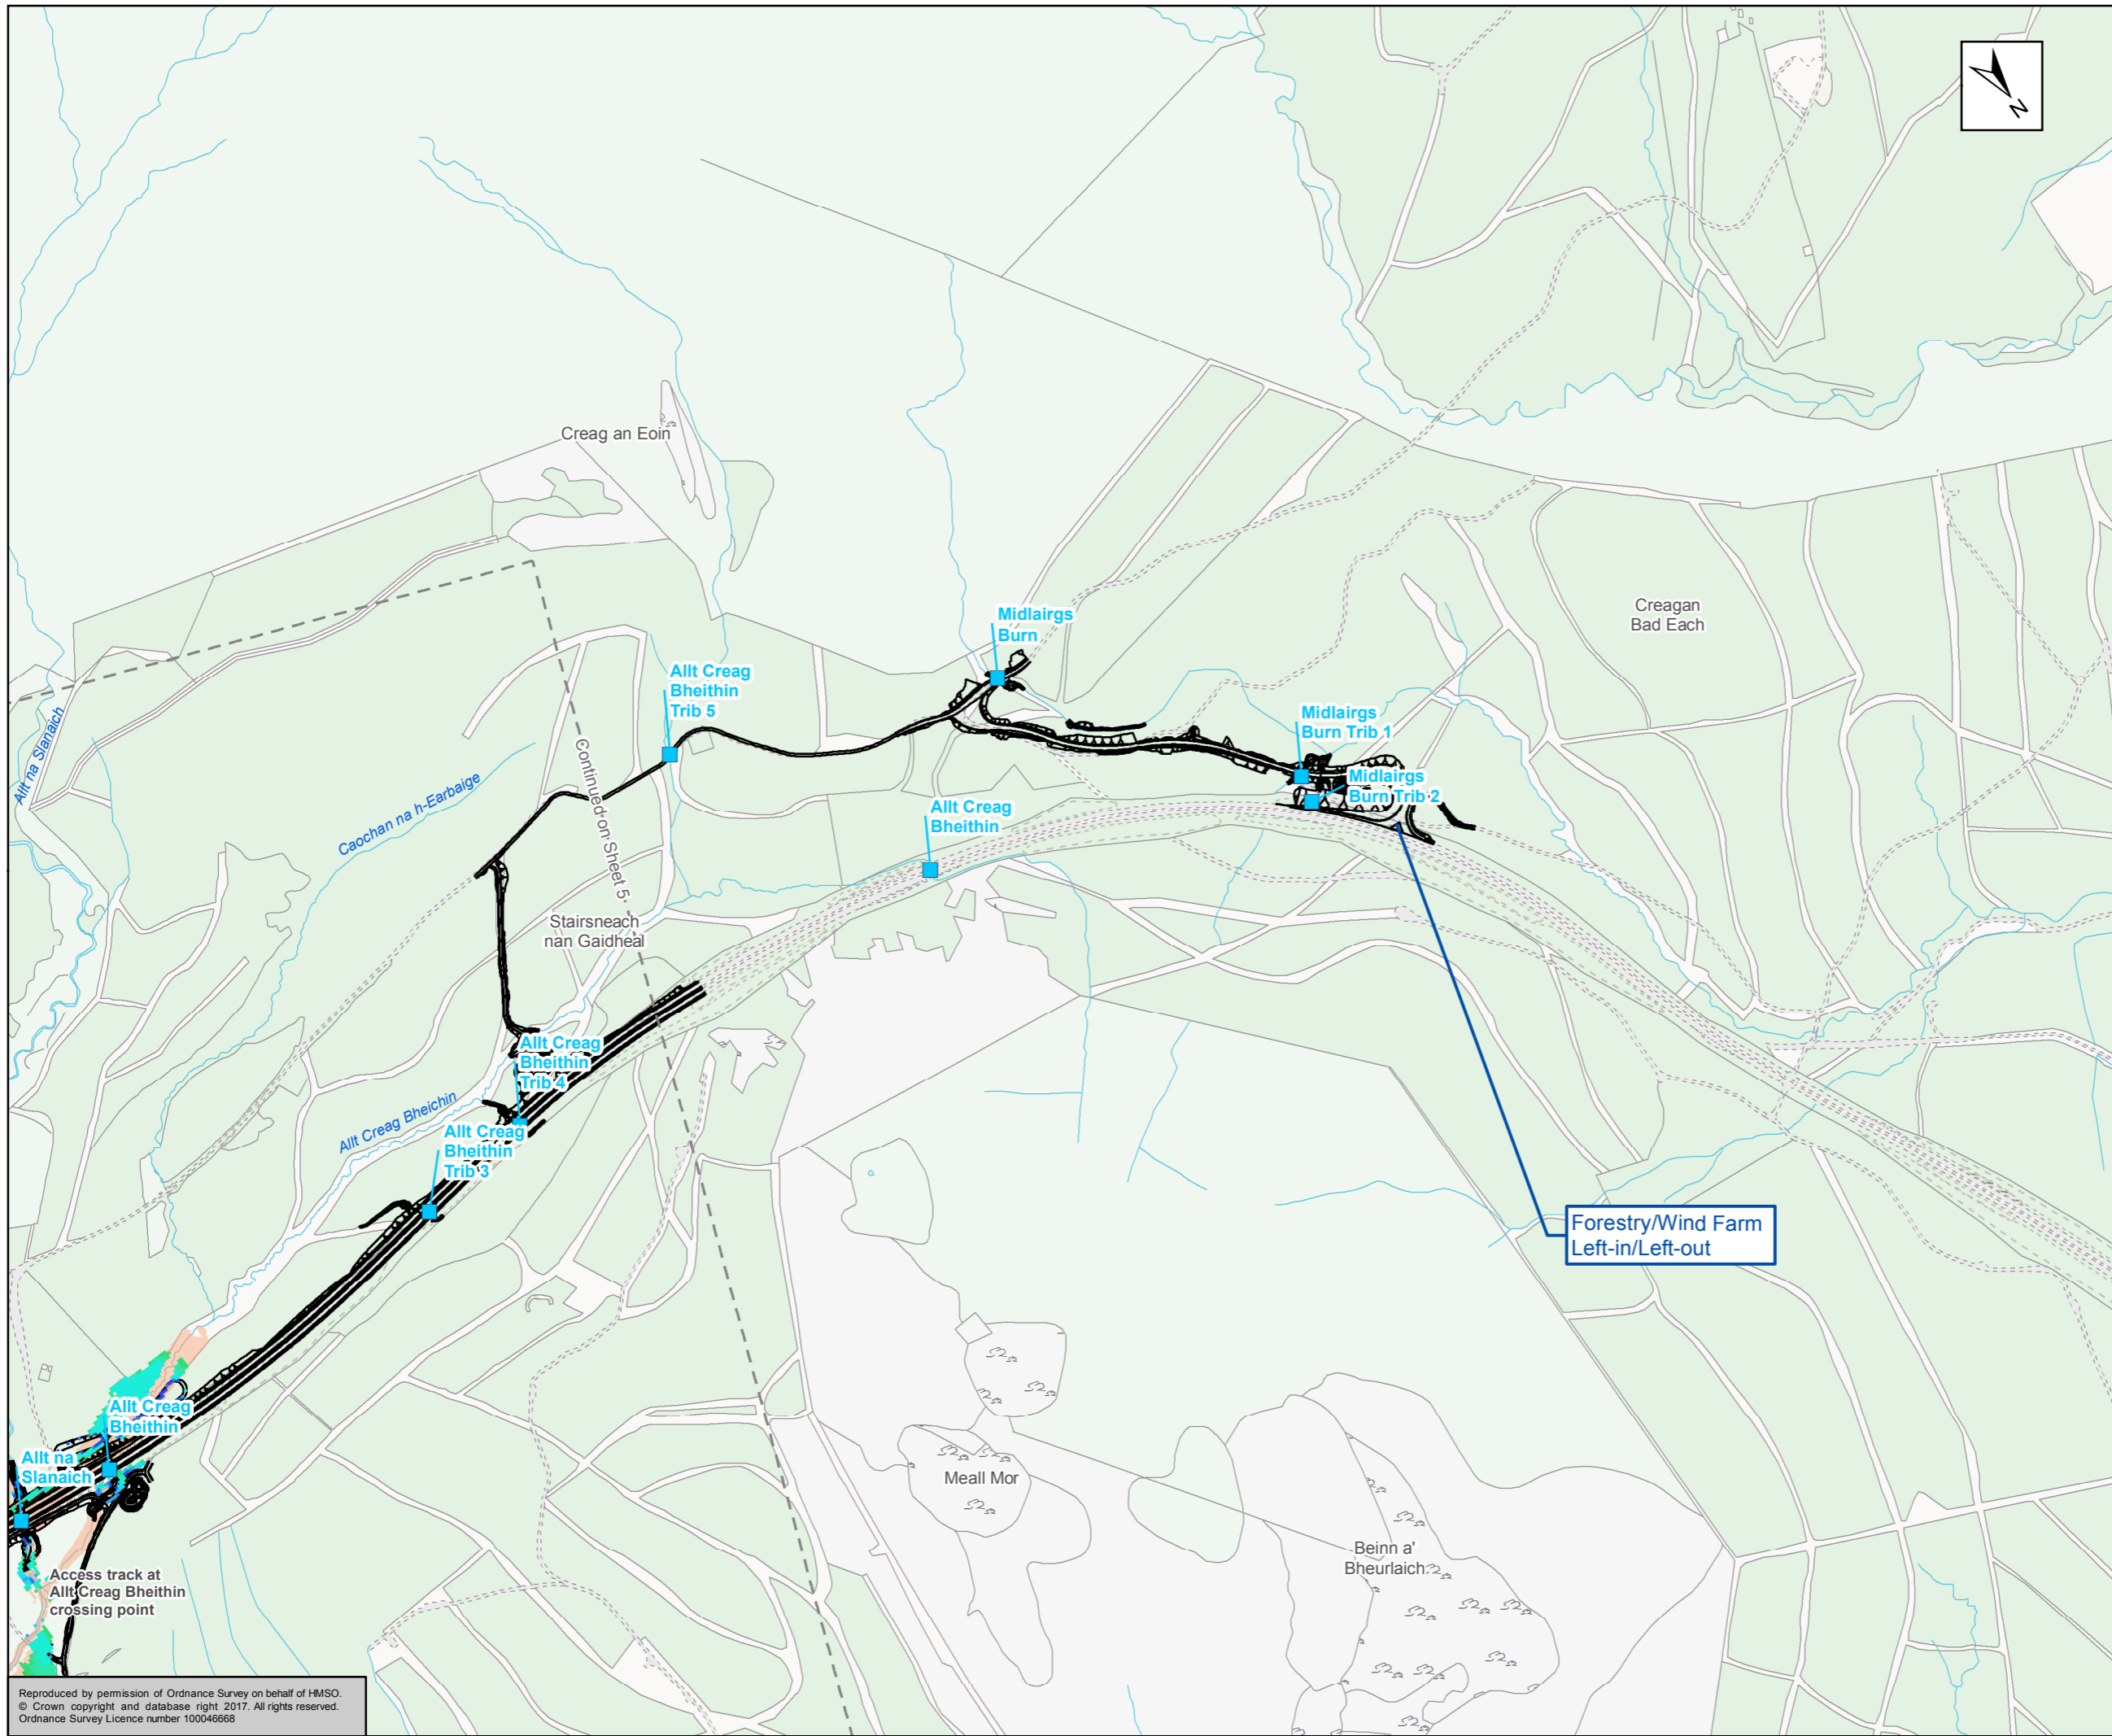 N
Creag an Eoin
Creagan
Bad Each
Midlairgs
Burn
Allt Creag
Bheithin
Trib 5
Allt na Slanaich
Midlairgs
Burn Trib 1
Midlairgs
Burn Trib 2
Caochan na h-Earbaige
Continued on Sheet 5
Allt Creag
Bheithin
Stairsneach
nan Gaidheal
Allt Creag
Bheithin
Trib 4
Allt Creag Bheichin
Allt Creag
Bheithin
Trib 3
Forestry/Wind Farm
Left-in/Left-out
Allt Creag
Bheithin
Allt na
Slanaich
Meall Mor
Beinn a'
Bheurlaich
Access track at
Allt Creag Bheithin
crossing point
Reproduced by permission of Ordnance Survey on behalf of HMSO.
© Crown copyright and database right 2017. All rights reserved.
Ordnance Survey Licence number 100046668